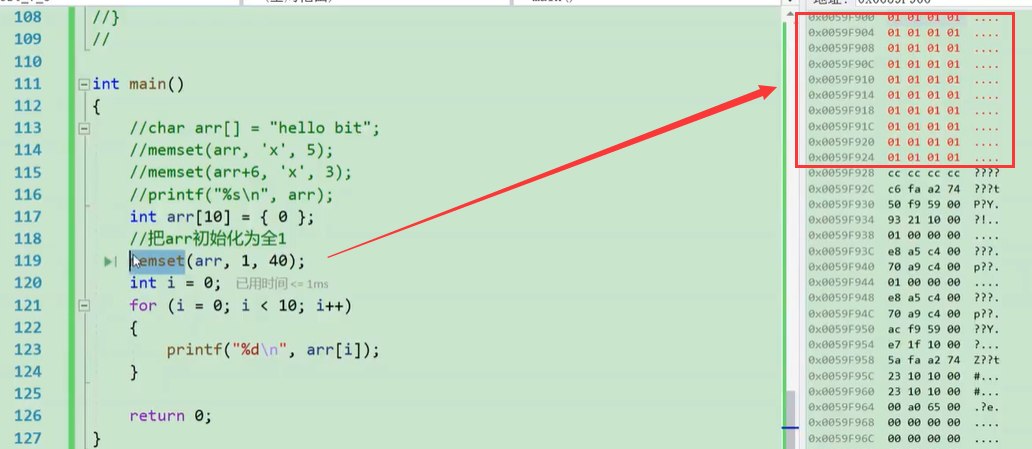 108 //}
109 //
110
111 int main()
112 {
113 //char arr[] = "hello bit";
114 //memset(arr, 'x', 5);
115 //memset(arr+6, 'x', 3);
116 //printf("%s\n", arr);
117 int arr[10] = { 0 };
118 //把arr初始化为全1
119 memset(arr, 1, 40);
120 int i = 0; 已用时间 <= 1ms
121 for (i = 0; i < 10; i++)
122 {
123 printf("%d\n", arr[i]);
124 }
125
126 return 0;
127 }
0x0059F900 01 01 01 01 ....
0x0059F904 01 01 01 01 ....
0x0059F908 01 01 01 01 ....
0x0059F90C 01 01 01 01 ....
0x0059F910 01 01 01 01 ....
0x0059F914 01 01 01 01 ....
0x0059F918 01 01 01 01 ....
0x0059F91C 01 01 01 01 ....
0x0059F920 01 01 01 01 ....
0x0059F924 01 01 01 01 ....
0x0059F928 cc cc cc cc ????
0x0059F92C c6 fa a2 74 ???t
0x0059F930 50 f9 59 00 P?Y.
0x0059F934 93 21 10 00 ?!..
0x0059F938 01 00 00 00 ....
0x0059F93C e8 a5 c4 00 ???.
0x0059F940 70 a9 c4 00 p??.
0x0059F944 01 00 00 00 ....
0x0059F948 e8 a5 c4 00 ???.
0x0059F94C 70 a9 c4 00 p??.
0x0059F950 ac f9 59 00 ??Y.
0x0059F954 e7 1f 10 00 ?...
0x0059F958 5a fa a2 74 Z??t
0x0059F95C 23 10 10 00 #...
0x0059F960 23 10 10 00 #...
0x0059F964 00 a0 65 00 .?e.
0x0059F968 00 00 00 00 ....
0x0059F96C 00 00 00 00 ....